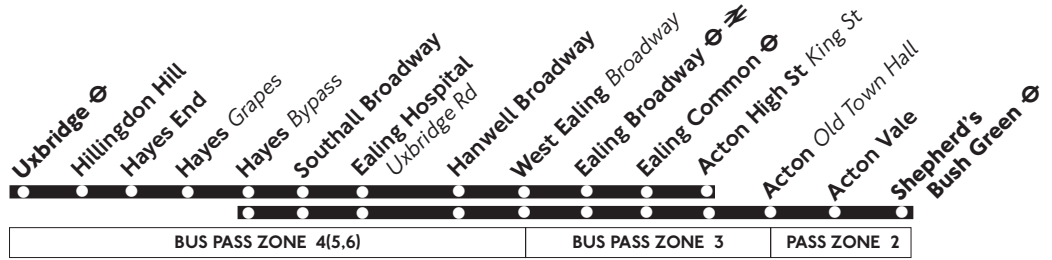 Uxbridge
Hillingdon Hill
Hayes End
Hayes Grapes
Hayes Bypass
Southall Broadway
Ealing Hospital
Uxbridge Rd
Hanwell Broadway
West Ealing Broadway
Ealing Broadway
Ealing Common
Acton High St King St
Acton Old Town Hall
Acton Vale
Shepherd's
Bush Green
BUS PASS ZONE 4(5,6)
BUS PASS ZONE 3
PASS ZONE 2